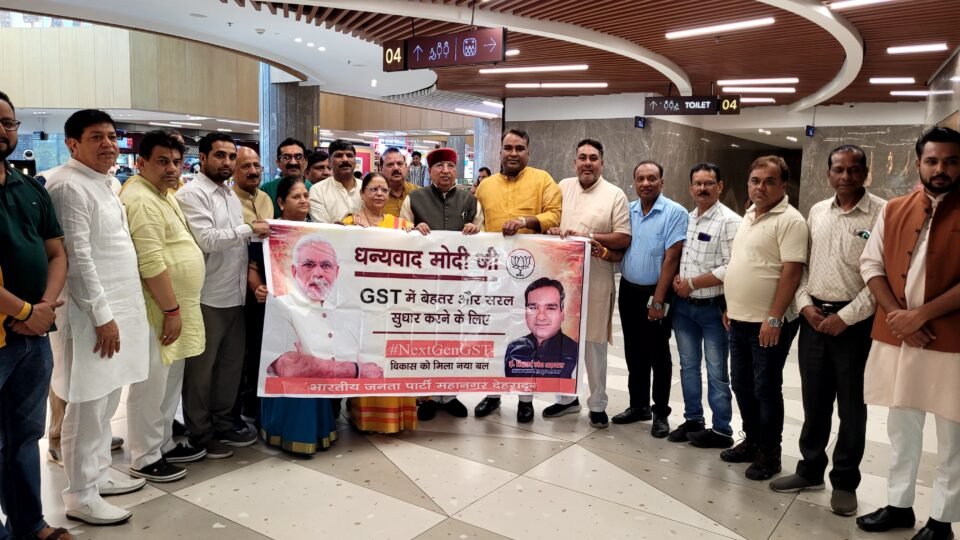 04
04
TOILET
धन्यवाद मोदी जी
GST में बेहतर और सरल
सुधार करने के लिए
#NextGenGST
विकास को मिला नया बल
भारतीय जनता पार्टी महानगर देहरादून